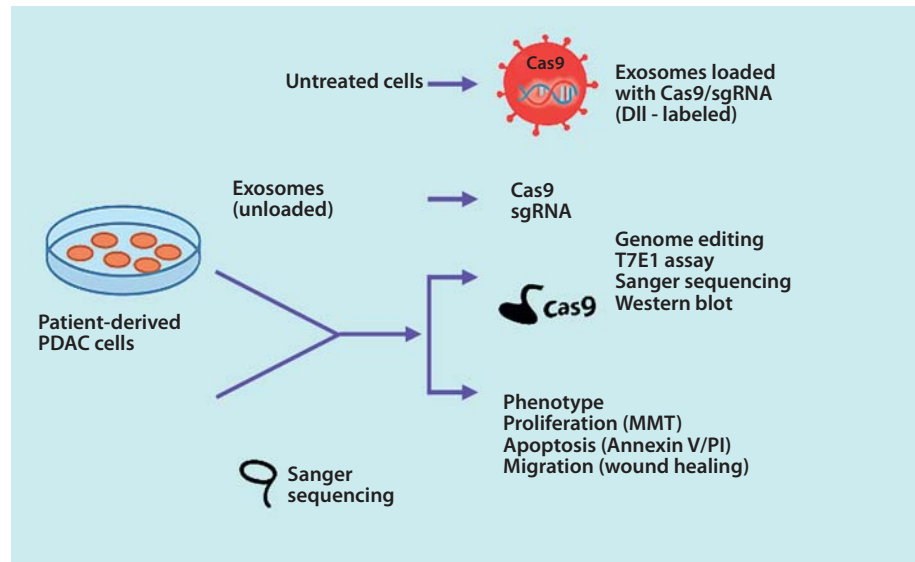 Untreated cells
Cas9
Exosomes loaded
with Cas9/sgRNA
(Dll - labeled)
Exosomes
(unloaded)
Cas9
sgRNA
Patient-derived
PDAC cells
Genome editing
T7E1 assay
Sanger sequencing
Western blot
Cas9
Phenotype
Proliferation (MMT)
Apoptosis (Annexin V/PI)
Migration (wound healing)
Sanger
sequencing